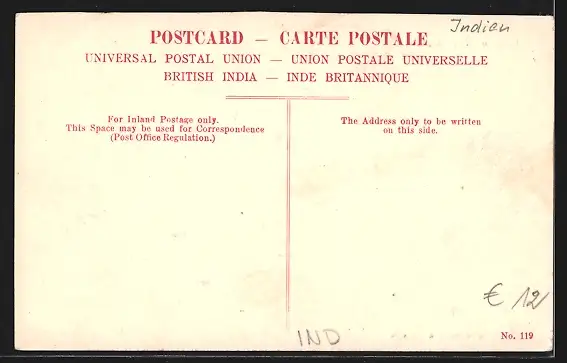 Indien
POSTCARD — CARTE POSTALE.
UNIVERSAL POSTAL UNION — UNION POSTALE UNIVERSELLE
BRITISH INDIA — INDE BRITANNIQUE
For Inland Postage only.
This Space may be used for Correspondence
(Post Office Regulation.)
The Address only to be written
on this side.
€ 12
IND
No. 119